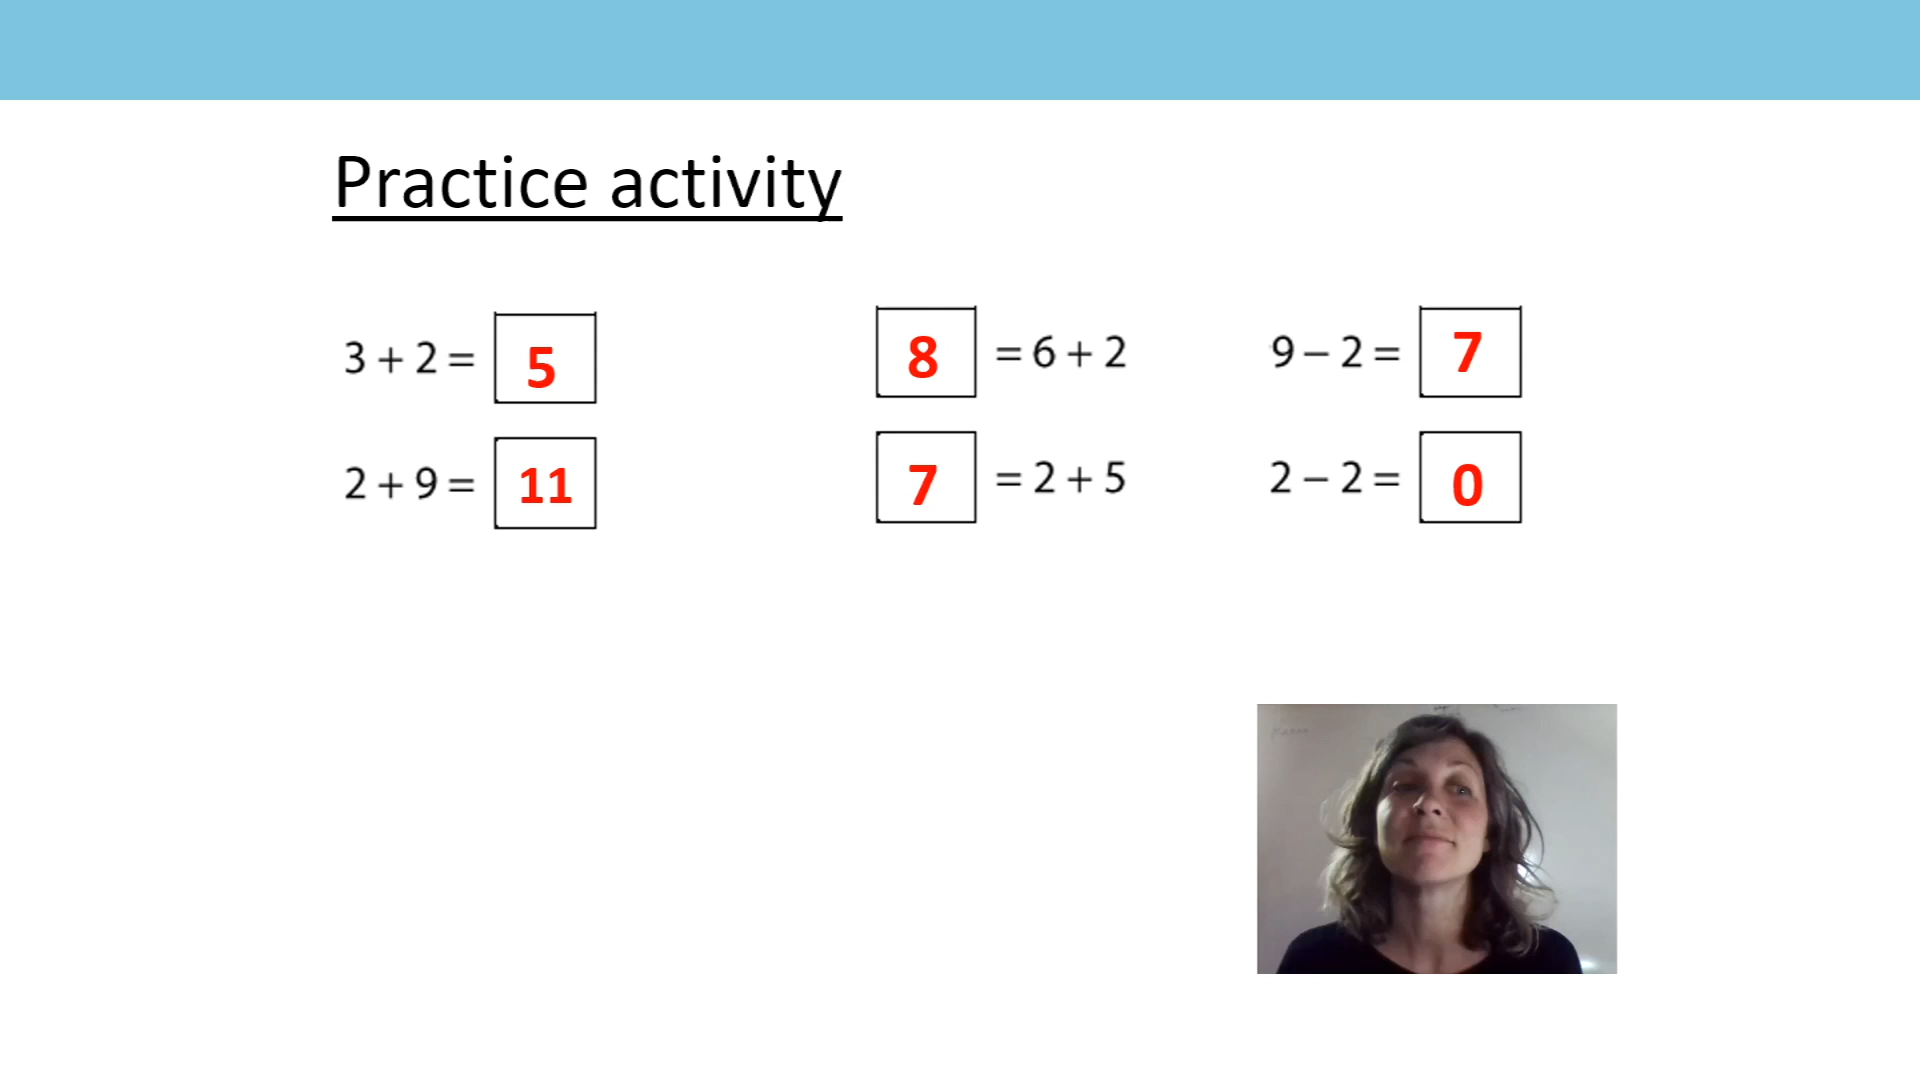 Practice activity
3 + 2 = 5
8 = 6 + 2
9 – 2 = 7
2 + 9 = 11
7 = 2 + 5
2 – 2 = 0